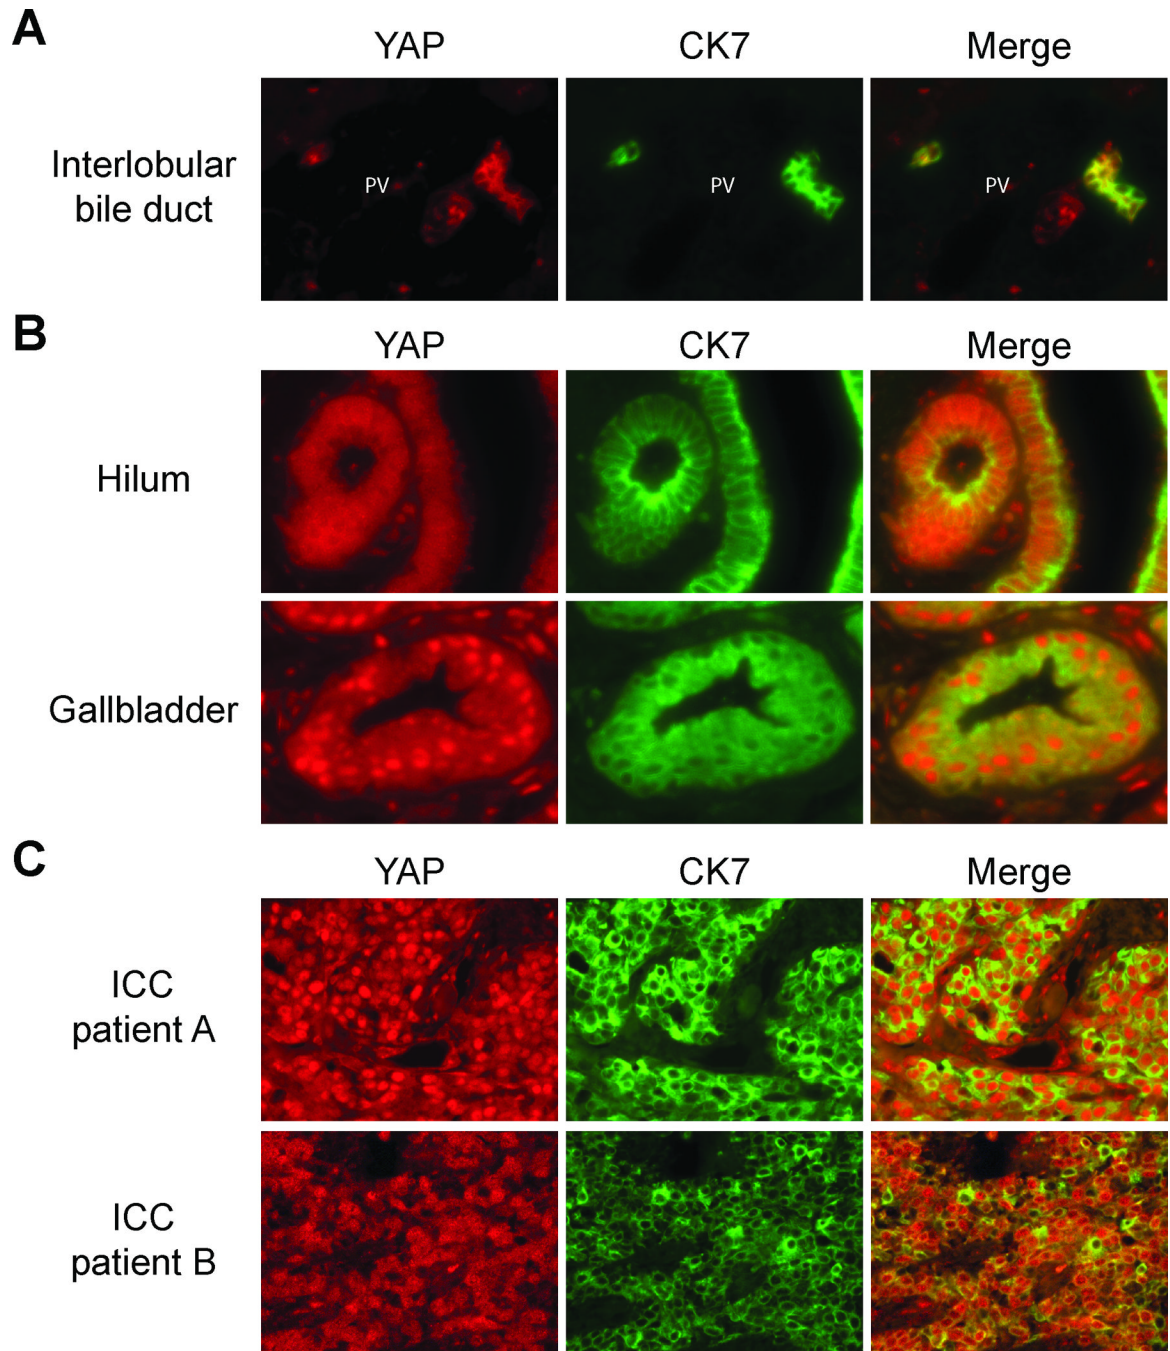 A
YAP CK7 Merge
Interlobular
bile duct
PV PV PV
B
YAP CK7 Merge
Hilum
Gallbladder
C
YAP CK7 Merge
ICC
patient A
ICC
patient B